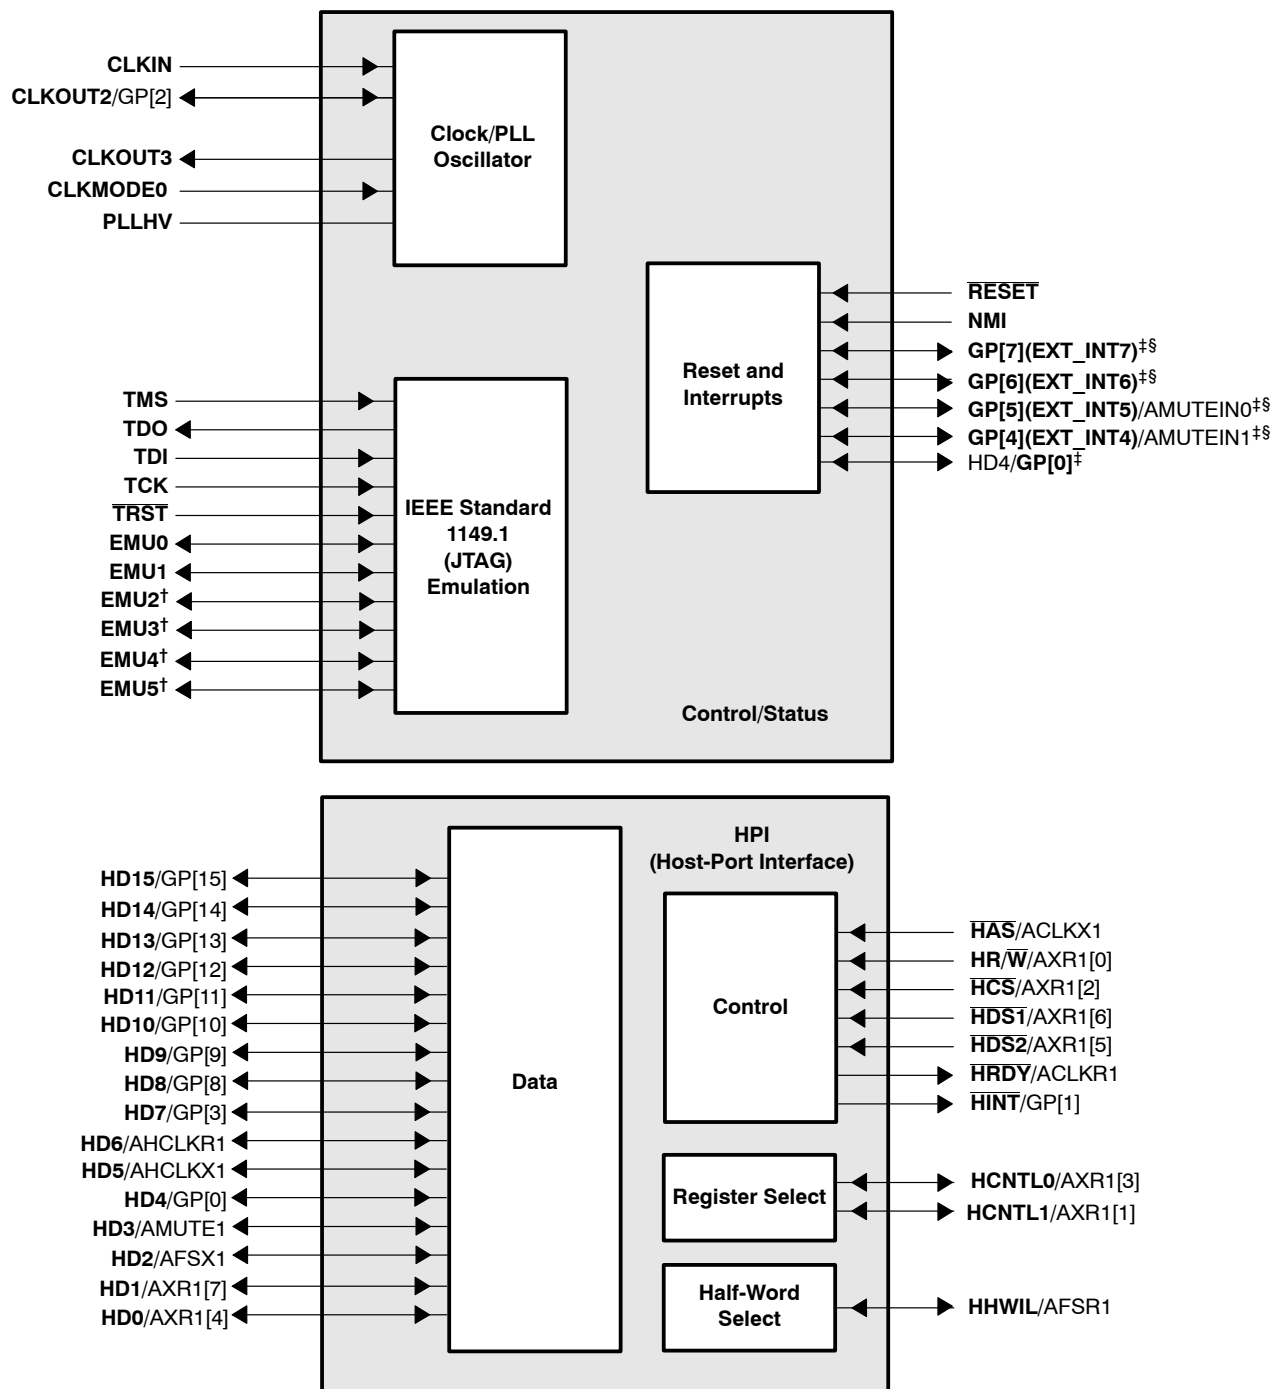 CLKIN
CLKOUT2/GP[2]
CLKOUT3
CLKMODE0
PLLHV
Clock/PLL
Oscillator
RESET
NMI
GP[7](EXT_INT7)‡§
GP[6](EXT_INT6)‡§
GP[5](EXT_INT5)/AMUTEIN0‡§
GP[4](EXT_INT4)/AMUTEIN1‡§
HD4/GP[0]‡
Reset and
Interrupts
TMS
TDO
TDI
TCK
TRST
EMU0
EMU1
EMU2†
EMU3†
EMU4†
EMU5†
IEEE Standard
1149.1
(JTAG)
Emulation
Control/Status
HPI
(Host-Port Interface)
HD15/GP[15]
HD14/GP[14]
HD13/GP[13]
HD12/GP[12]
HD11/GP[11]
HD10/GP[10]
HD9/GP[9]
HD8/GP[8]
HD7/GP[3]
HD6/AHCLKR1
HD5/AHCLKX1
HD4/GP[0]
HD3/AMUTE1
HD2/AFSX1
HD1/AXR1[7]
HD0/AXR1[4]
Data
Control
HAS/ACLKX1
HR/W/AXR1[0]
HCS/AXR1[2]
HDS1/AXR1[6]
HDS2/AXR1[5]
HRDY/ACLKR1
HINT/GP[1]
Register Select
HCNTL0/AXR1[3]
HCNTL1/AXR1[1]
Half-Word
Select
HHWIL/AFSR1